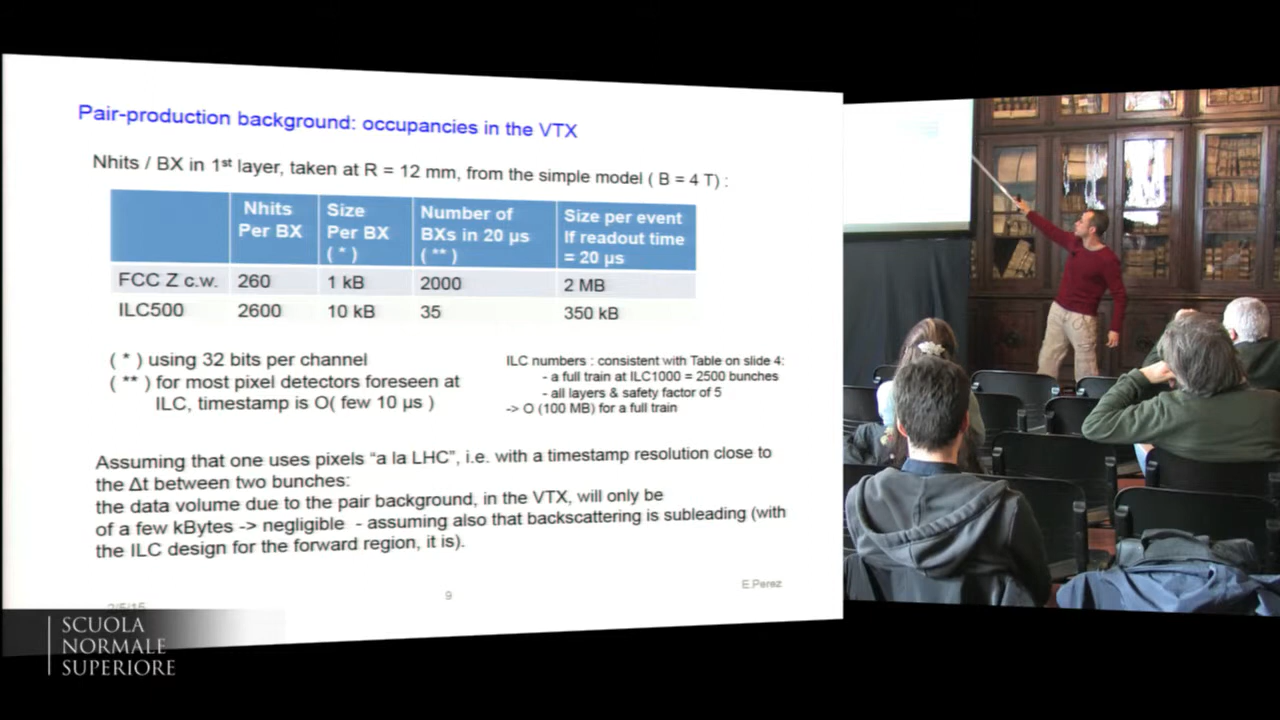 Pair-production background: occupancies in the VTX
Nhits / BX in 1st layer, taken at R = 12 mm, from the simple model ( B = 4 T) :
Nhits Per BX
Size Per BX ( * )
Number of BXs in 20 µs ( ** )
Size per event If readout time = 20 µs
FCC Z c.w. 260 1 kB 2000 2 MB
ILC500 2600 10 kB 35 350 kB
( * ) using 32 bits per channel
( ** ) for most pixel detectors foreseen at
ILC, timestamp is O( few 10 µs )
ILC numbers : consistent with Table on slide 4:
- a full train at ILC1000 = 2500 bunches
- all layers & safety factor of 5
-> O (100 MB) for a full train
Assuming that one uses pixels “a la LHC”, i.e. with a timestamp resolution close to
the Δt between two bunches:
the data volume due to the pair background, in the VTX, will only be
of a few kBytes -> negligible - assuming also that backscattering is subleading (with
the ILC design for the forward region, it is).
9
E.Perez
SCUOLA
NORMALE
SUPERIORE